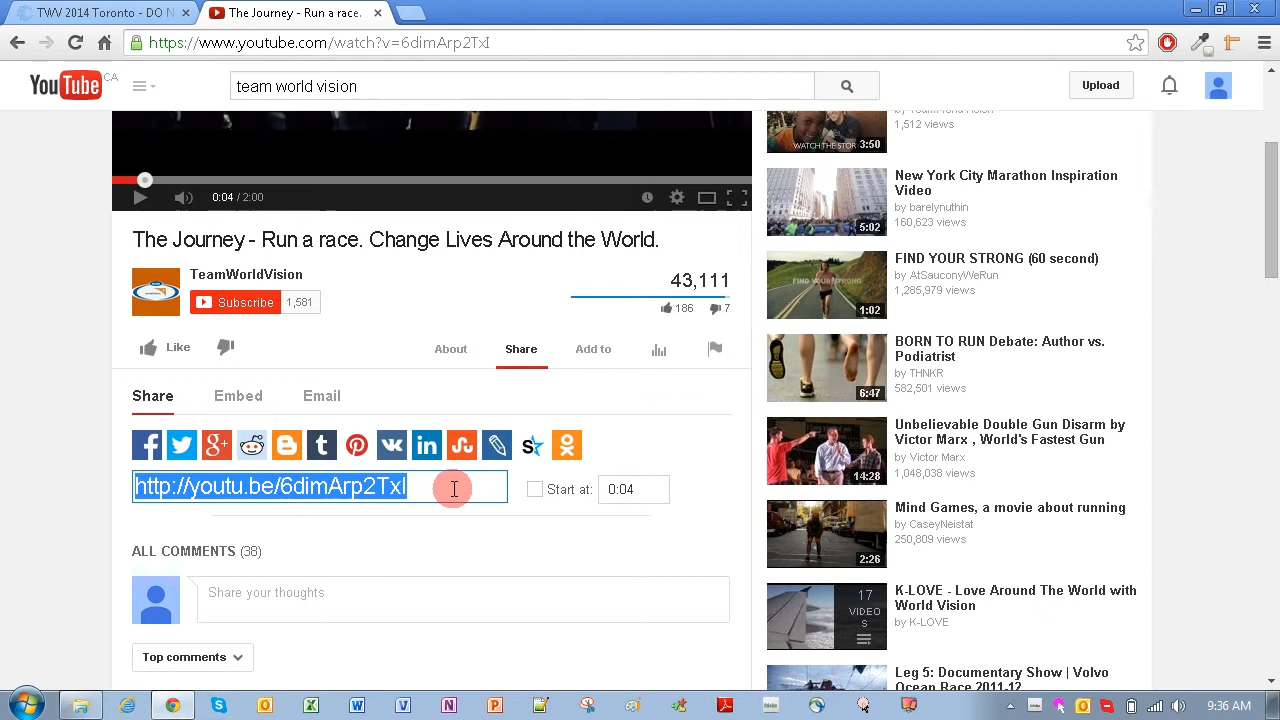 TWV 2014 Toronto - DO N
The Journey - Run a race.
https://www.youtube.com/watch?v=6dimArp2TxI
YouTube CA
team world vision
Upload
1,512 views
WATCH THE STOR 3:50
New York City Marathon Inspiration
Video
by barelynuthin
160,623 views
5:02
0:04 / 2:00
The Journey - Run a race. Change Lives Around the World.
TeamWorldVision
Subscribe 1,581
43,111
186 7
FIND YOUR STRONG (60 second)
by AtSauconyWeRun
1,285,979 views
FIND YOUR STRONG
1:02
Like
About Share Add to
BORN TO RUN Debate: Author vs.
Podiatrist
by THNKR
582,501 views
6:47
Share Embed Email
http://youtu.be/6dimArp2TxI
Start at: 0:04
Unbelievable Double Gun Disarm by
Victor Marx , World's Fastest Gun
by Victor Marx
1,048,038 views
14:28
Mind Games, a movie about running
by CaseyNeistat
250,809 views
2:26
ALL COMMENTS (38)
Share your thoughts
Top comments
K-LOVE - Love Around The World with
World Vision
by K-LOVE
17
VIDEO
S
Leg 5: Documentary Show | Volvo
Ocean Race 2011-12
9:36 AM